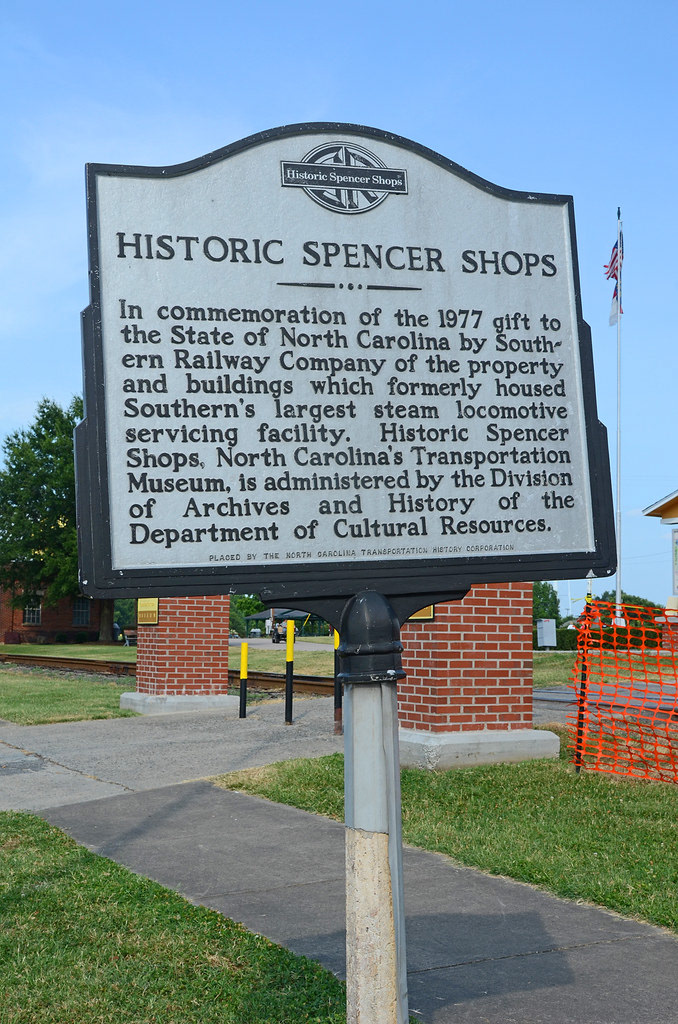 Historic Spencer Shops
HISTORIC SPENCER SHOPS
In commemoration of the 1977 gift to
the State of North Carolina by South-
ern Railway Company of the property
and buildings which formerly housed
Southern's largest steam locomotive
servicing facility. Historic Spencer
Shops, North Carolina's Transportation
Museum, is administered by the Division
of Archives and History of the
Department of Cultural Resources.
PLACED BY THE NORTH CAROLINA TRANSPORTATION HISTORY CORPORATION